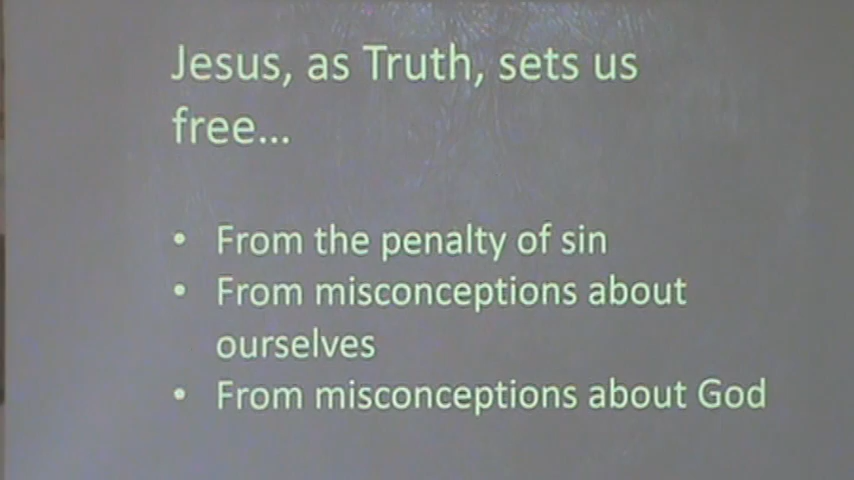 Jesus, as Truth, sets us
free...
• From the penalty of sin
• From misconceptions about
ourselves
• From misconceptions about God